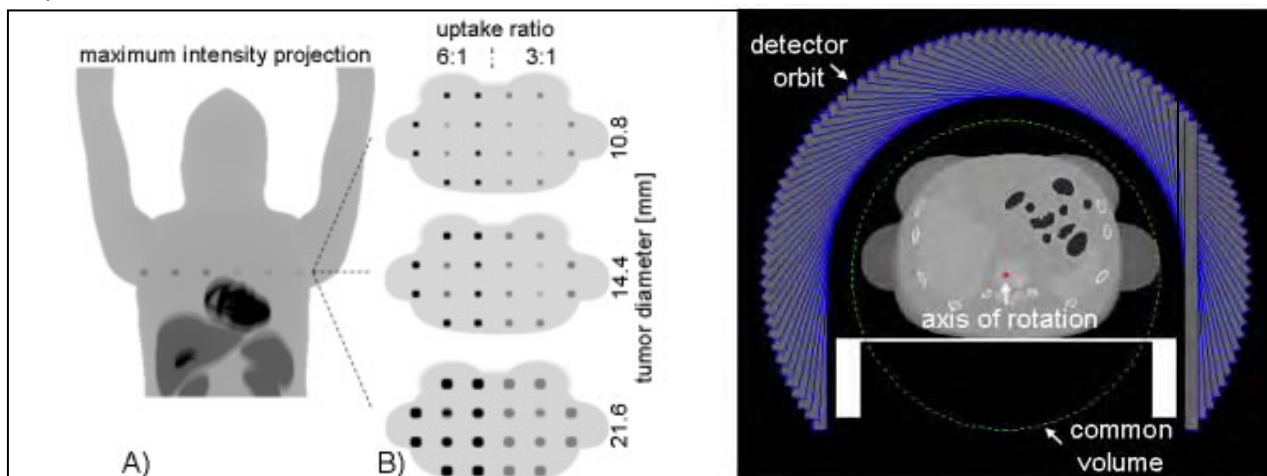 maximum intensity projection
A)
uptake ratio
6:1 3:1
10.8
14.4
21.6
tumor diameter [mm]
B)
detector
orbit
axis of rotation
common
volume